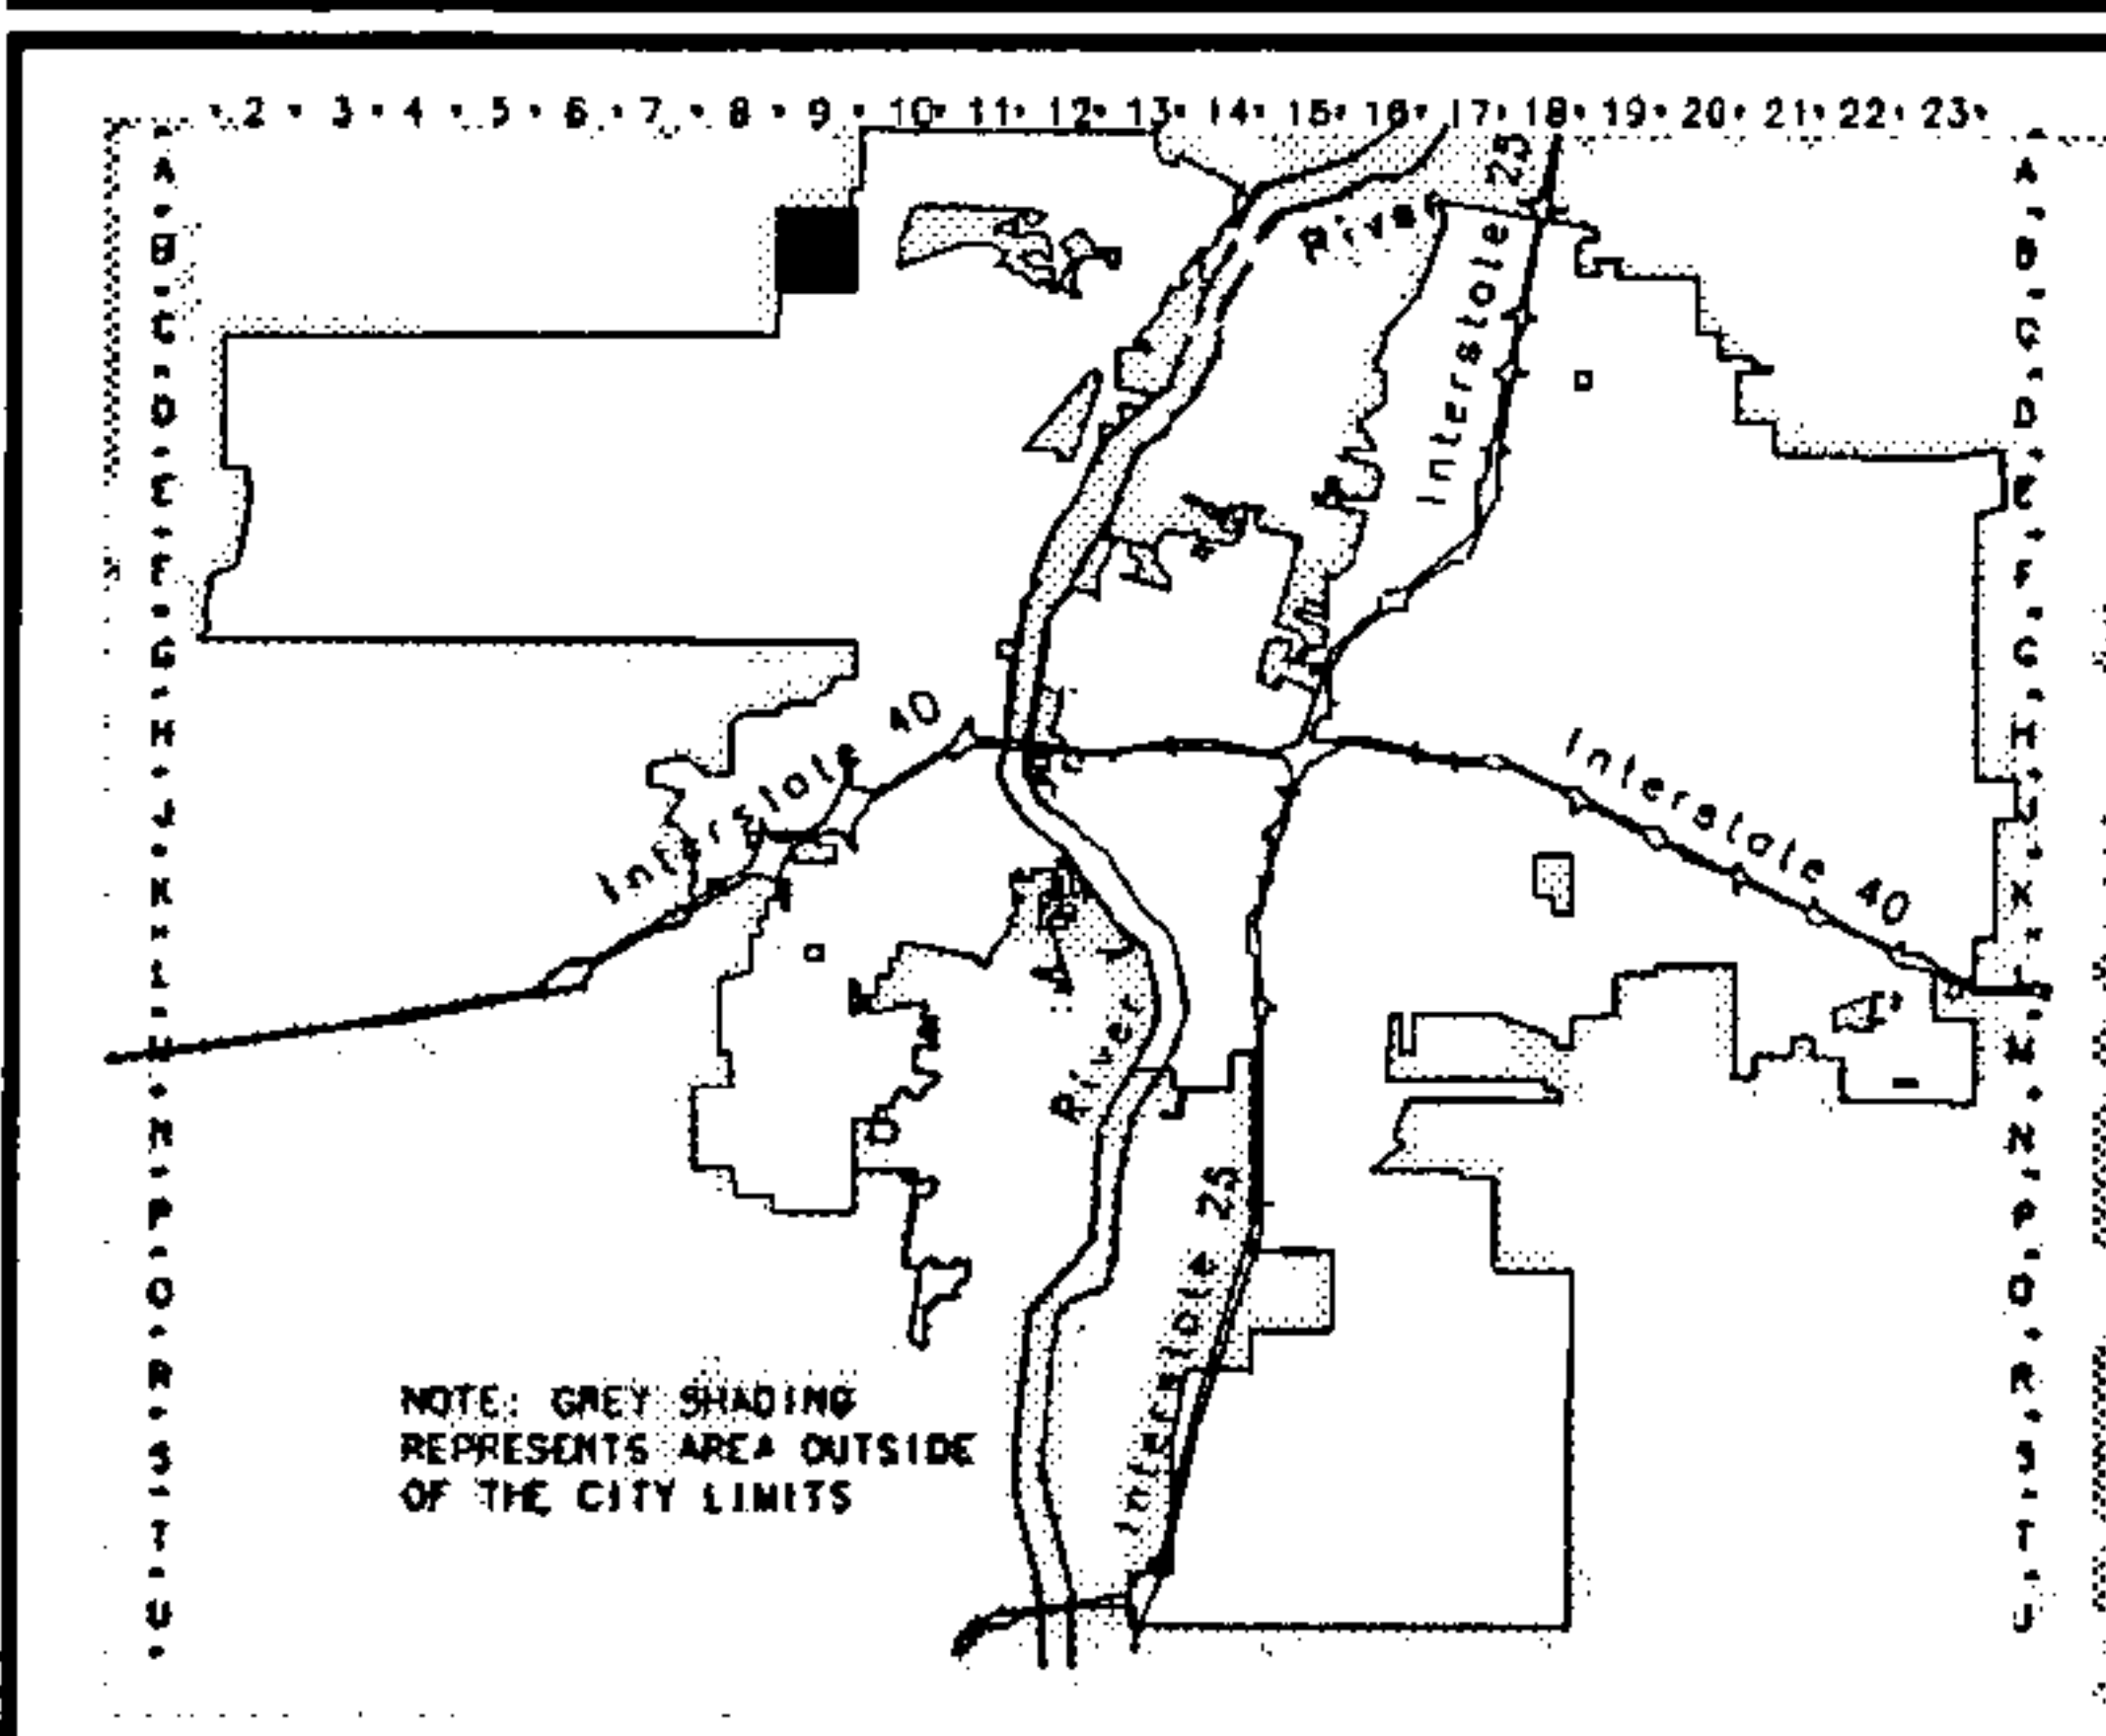 2 3 4 5 6 7 8 9 10 11 12 13 14 15 16 17 18 19 20 21 22 23
A A
B B
C C
D D
E E
F F
G G
H H
J J
K K
L L
M M
N N
P P
Q Q
R R
S S
T T
U U
River
Interstate 25
Interstate 40
Interstate 40
River
Interstate 25
NOTE: GREY SHADING
REPRESENTS AREA OUTSIDE
OF THE CITY LIMITS